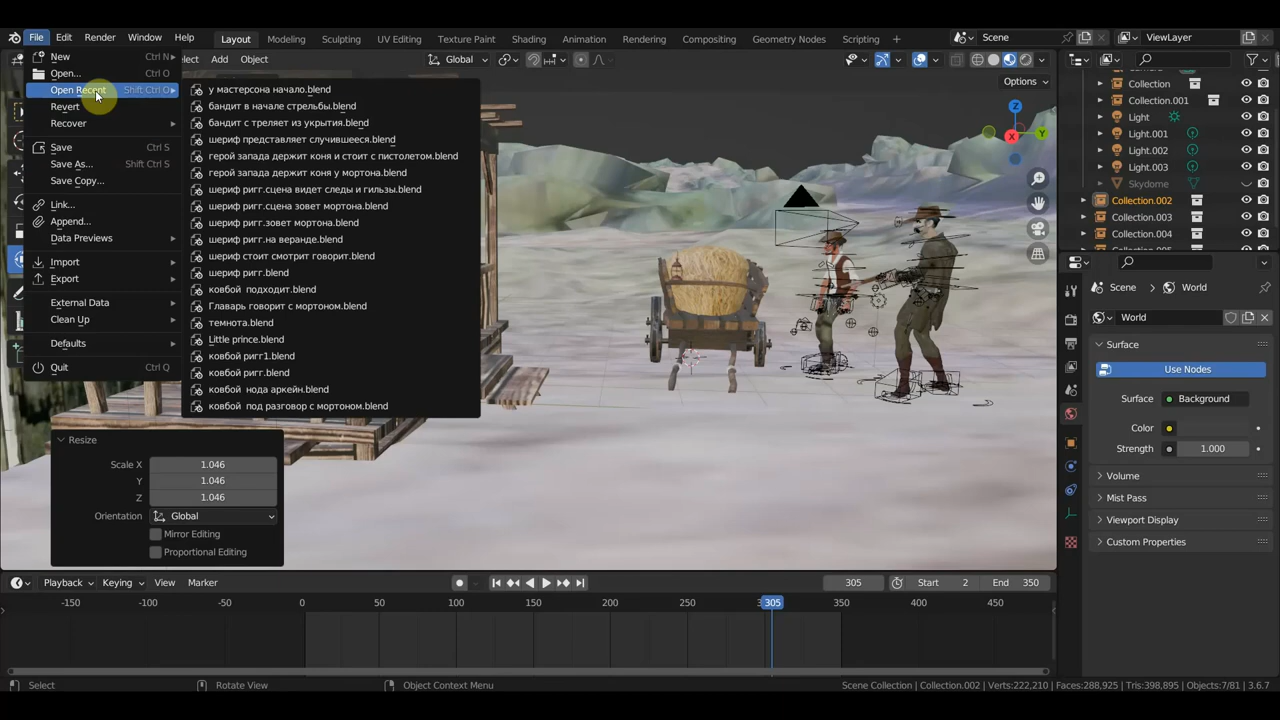 File Edit Render Window Help Layout Modeling Sculpting UV Editing Texture Paint Shading Animation Rendering Compositing Geometry Nodes Scripting Scene ViewLayer
New Ctrl N
Open... Ctrl O
Open Recent Shift Ctrl O
Revert
Recover
Save Ctrl S
Save As... Shift Ctrl S
Save Copy...
Link...
Append...
Data Previews
Import
Export
External Data
Clean Up
Defaults
Quit Ctrl Q
Add Object Global
Options
у мастерсона начало.blend
бандит в начале стрельбы.blend
бандит с треляет из укрытия.blend
шериф представляет случившееся.blend
герой запада держит коня и стоит с пистолетом.blend
герой запада держит коня у мортона.blend
шериф ригг.сцена видет следы и гильзы.blend
шериф ригг.сцена зовет мортона.blend
шериф ригг.зовет мортона.blend
шериф ригг.на веранде.blend
шериф стоит смотрит говорит.blend
шериф ригг.blend
ковбой подходит.blend
Главарь говорит с мортоном.blend
темнота.blend
Little prince.blend
ковбой ригг1.blend
ковбой ригг.blend
ковбой нода аркейн.blend
ковбой под разговор с мортоном.blend
Z
Y
X
Collection
Collection.001
Light
Light.001
Light.002
Light.003
Skydome
Collection.002
Collection.003
Collection.004
Scene > World
World
Surface
Use Nodes
Surface Background
Color
Strength 1.000
Volume
Mist Pass
Viewport Display
Custom Properties
Resize
Scale X 1.046
Y 1.046
Z 1.046
Orientation Global
Mirror Editing
Proportional Editing
Playback Keying View Marker 305 Start 2 End 350
-150 -100 -50 0 50 100 150 200 250 305 350 400 450
Select Rotate View Object Context Menu Scene Collection | Collection.002 | Verts:222,210 | Faces:288,925 | Tris:398,895 | Objects:7/81 | 3.6.7